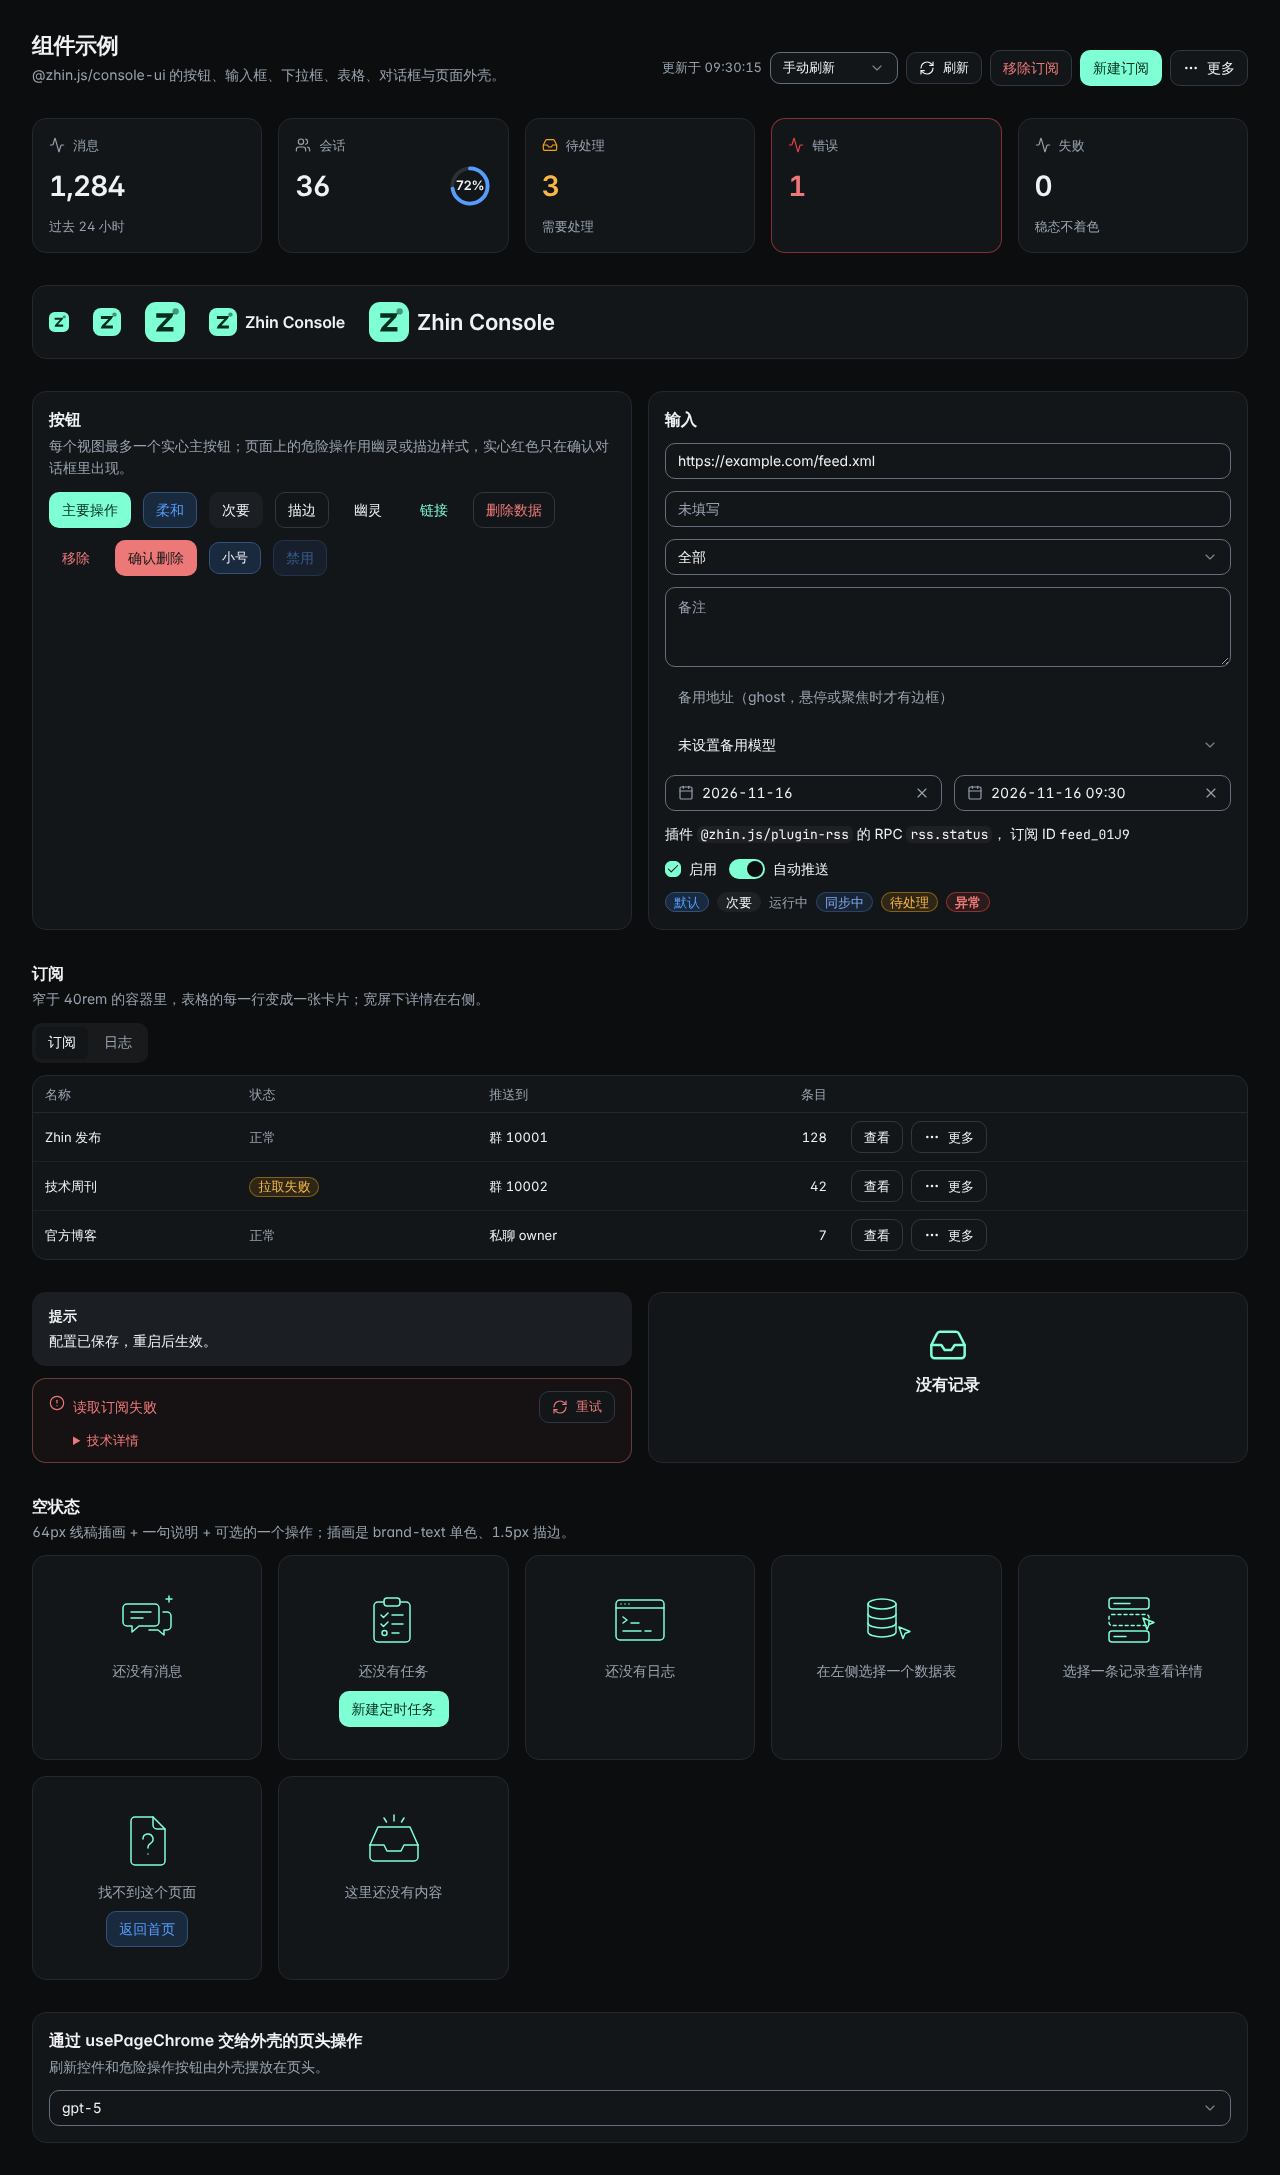 组件示例
@zhin.js/console-ui 的按钮、输入框、下拉框、表格、对话框与页面外壳。
更新于 09:30:15
手动刷新
刷新
移除订阅
新建订阅
更多
消息
1,284
过去 24 小时
会话
36
72%
待处理
3
需要处理
错误
1
失败
0
稳态不着色
Zhin Console
Zhin Console
按钮
每个视图最多一个实心主按钮；页面上的危险操作用幽灵或描边样式，实心红色只在确认对
话框里出现。
主要操作
柔和
次要
描边
幽灵
链接
删除数据
移除
确认删除
小号
禁用
输入
https://example.com/feed.xml
未填写
全部
备注
备用地址（ghost，悬停或聚焦时才有边框）
未设置备用模型
2026-11-16
2026-11-16 09:30
插件 @zhin.js/plugin-rss 的 RPC rss.status ，订阅 ID feed_01J9
启用
自动推送
默认
次要
运行中
同步中
待处理
异常
订阅
窄于 40rem 的容器里，表格的每一行变成一张卡片；宽屏下详情在右侧。
订阅
日志
名称 状态 推送到 条目
Zhin 发布 正常 群 10001 128 查看 更多
技术周刊 拉取失败 群 10002 42 查看 更多
官方博客 正常 私聊 owner 7 查看 更多
提示
配置已保存，重启后生效。
读取订阅失败
重试
技术详情
没有记录
空状态
64px 线稿插画 + 一句说明 + 可选的一个操作；插画是 brand-text 单色、1.5px 描边。
还没有消息
还没有任务
新建定时任务
还没有日志
在左侧选择一个数据表
选择一条记录查看详情
找不到这个页面
返回首页
这里还没有内容
通过 usePageChrome 交给外壳的页头操作
刷新控件和危险操作按钮由外壳摆放在页头。
gpt-5